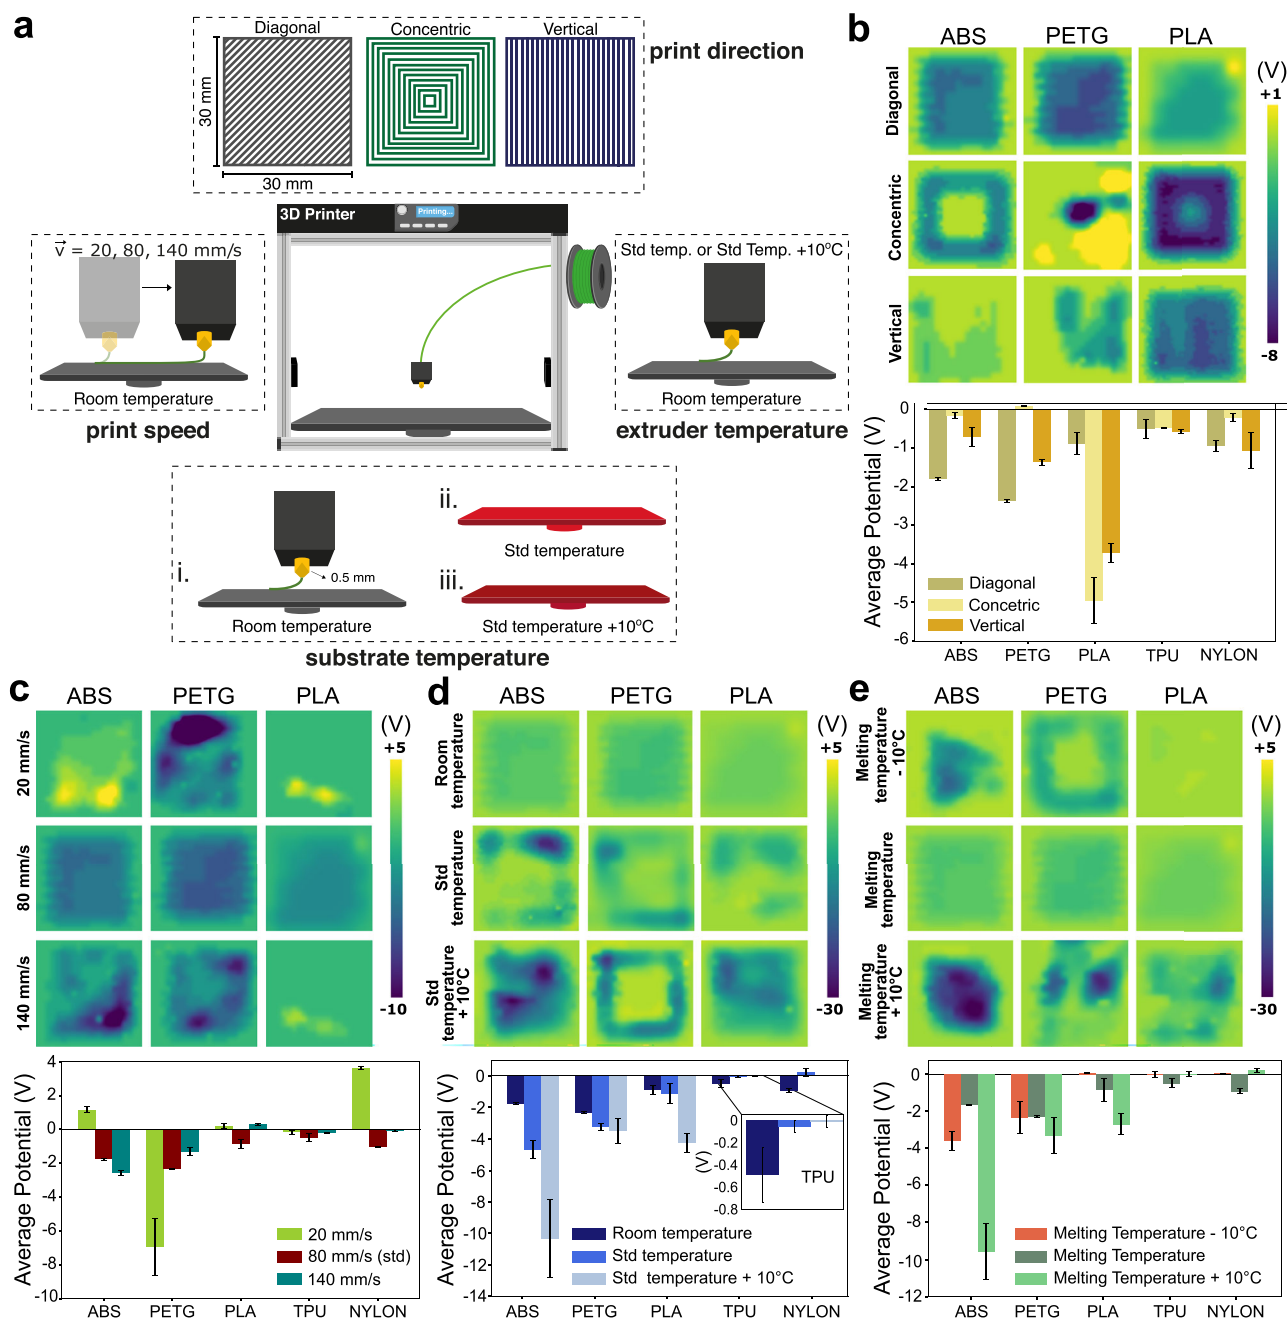 a
Diagonal
Concentric
Vertical
print direction
30 mm
30 mm
3D Printer
Printing...
v = 20, 80, 140 mm/s
Room temperature
print speed
Std temp. or Std Temp. +10°C
Room temperature
extruder temperature
i.
0.5 mm
Room temperature
ii.
Std temperature
iii.
Std temperature +10°C
substrate temperature
b
ABS
PETG
PLA
(V)
+1
-8
Diagonal
Concentric
Vertical
Average Potential (V)
0
-1
-2
-3
-4
-5
-6
Diagonal
Concetric
Vertical
ABS
PETG
PLA
TPU
NYLON
c
ABS
PETG
PLA
(V)
+5
-10
20 mm/s
80 mm/s
140 mm/s
Average Potential (V)
4
2
0
-2
-4
-6
-8
-10
20 mm/s
80 mm/s (std)
140 mm/s
ABS
PETG
PLA
TPU
NYLON
d
ABS
PETG
PLA
(V)
+5
-30
Room
temperature
Std
temperature
Std
temperature
+ 10°C
Average Potential (V)
0
-2
-4
-6
-8
-10
-12
-14
(V)
0
-0.2
-0.4
-0.6
-0.8
TPU
Room temperature
Std temperature
Std temperature + 10°C
ABS
PETG
PLA
TPU
NYLON
e
ABS
PETG
PLA
(V)
+5
-30
Melting
temperature
- 10°C
Melting
temperature
Melting
temperature
+ 10°C
Average Potential (V)
0
-2
-4
-6
-8
-10
-12
Melting Temperature - 10°C
Melting Temperature
Melting Temperature + 10°C
ABS
PETG
PLA
TPU
NYLON